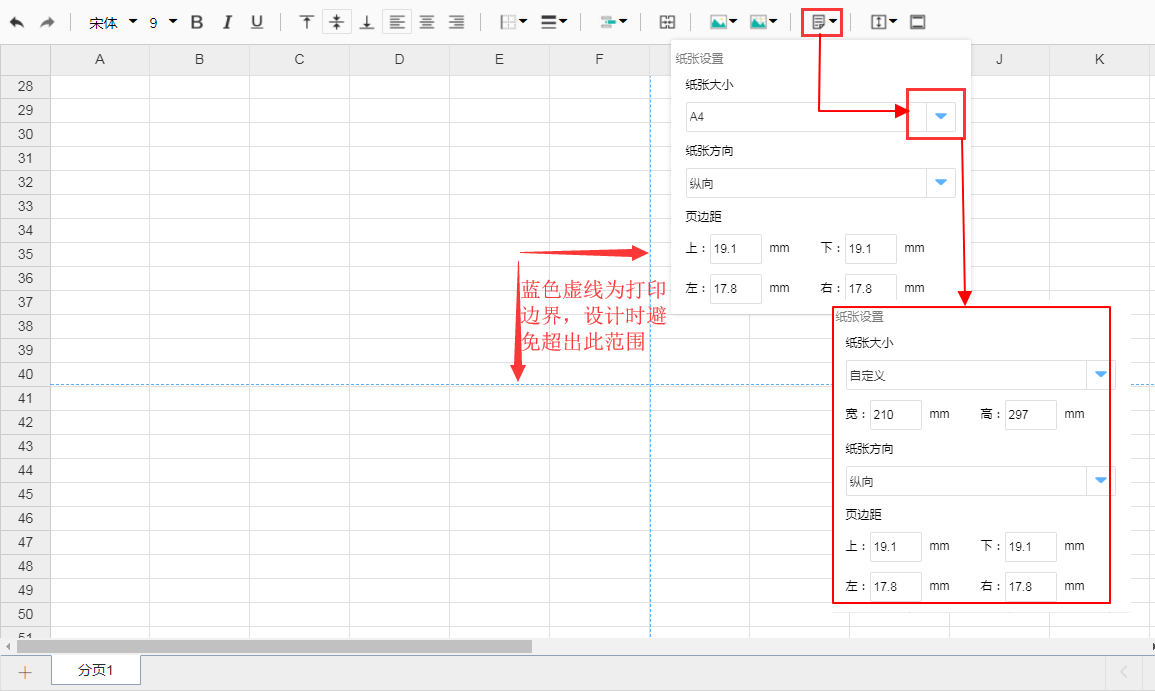 宋体 9 B I U
A B C D E F J K
28
29
30
31
32
33
34
35
36
37
38
39
40
41
42
43
44
45
46
47
48
49
50
51
纸张设置
纸张大小
A4
纸张方向
纵向
页边距
上： 19.1 mm 下： 19.1 mm
左： 17.8 mm 右： 17.8 mm
蓝色虚线为打印
边界，设计时避
免超出此范围
纸张设置
纸张大小
自定义
宽： 210 mm 高： 297 mm
纸张方向
纵向
页边距
上： 19.1 mm 下： 19.1 mm
左： 17.8 mm 右： 17.8 mm
分页1